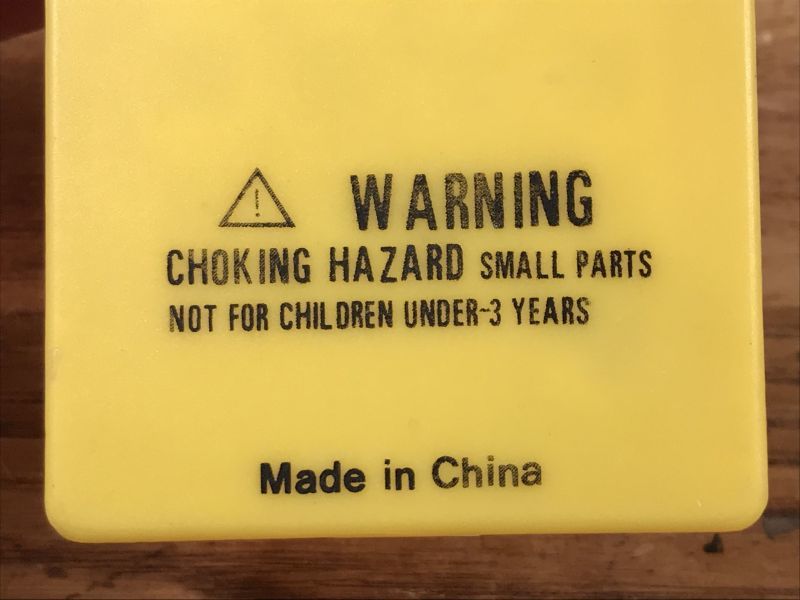 WARNING
CHOKING HAZARD SMALL PARTS
NOT FOR CHILDREN UNDER-3 YEARS
Made in China